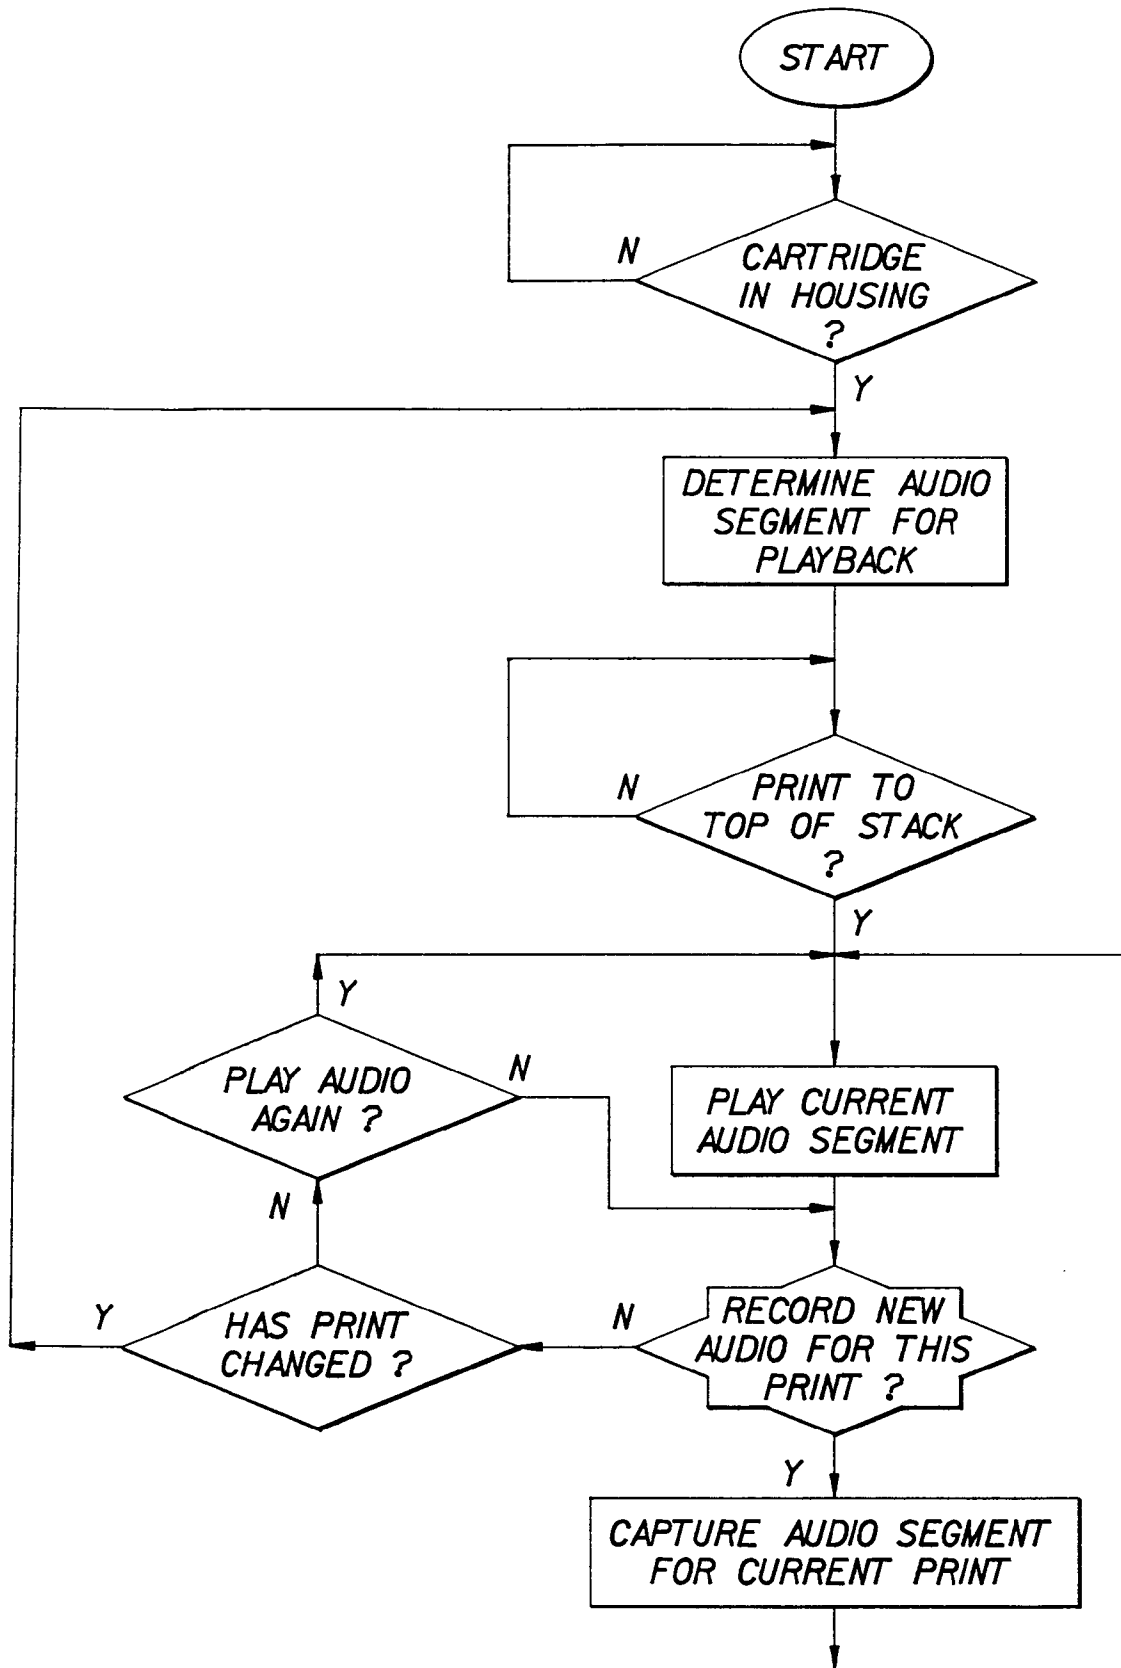 START
N
CARTRIDGE
IN HOUSING
?
Y
DETERMINE AUDIO
SEGMENT FOR
PLAYBACK
N
PRINT TO
TOP OF STACK
?
Y
Y
PLAY AUDIO
AGAIN ?
N
PLAY CURRENT
AUDIO SEGMENT
N
Y
HAS PRINT
CHANGED ?
N
RECORD NEW
AUDIO FOR THIS
PRINT ?
Y
CAPTURE AUDIO SEGMENT
FOR CURRENT PRINT